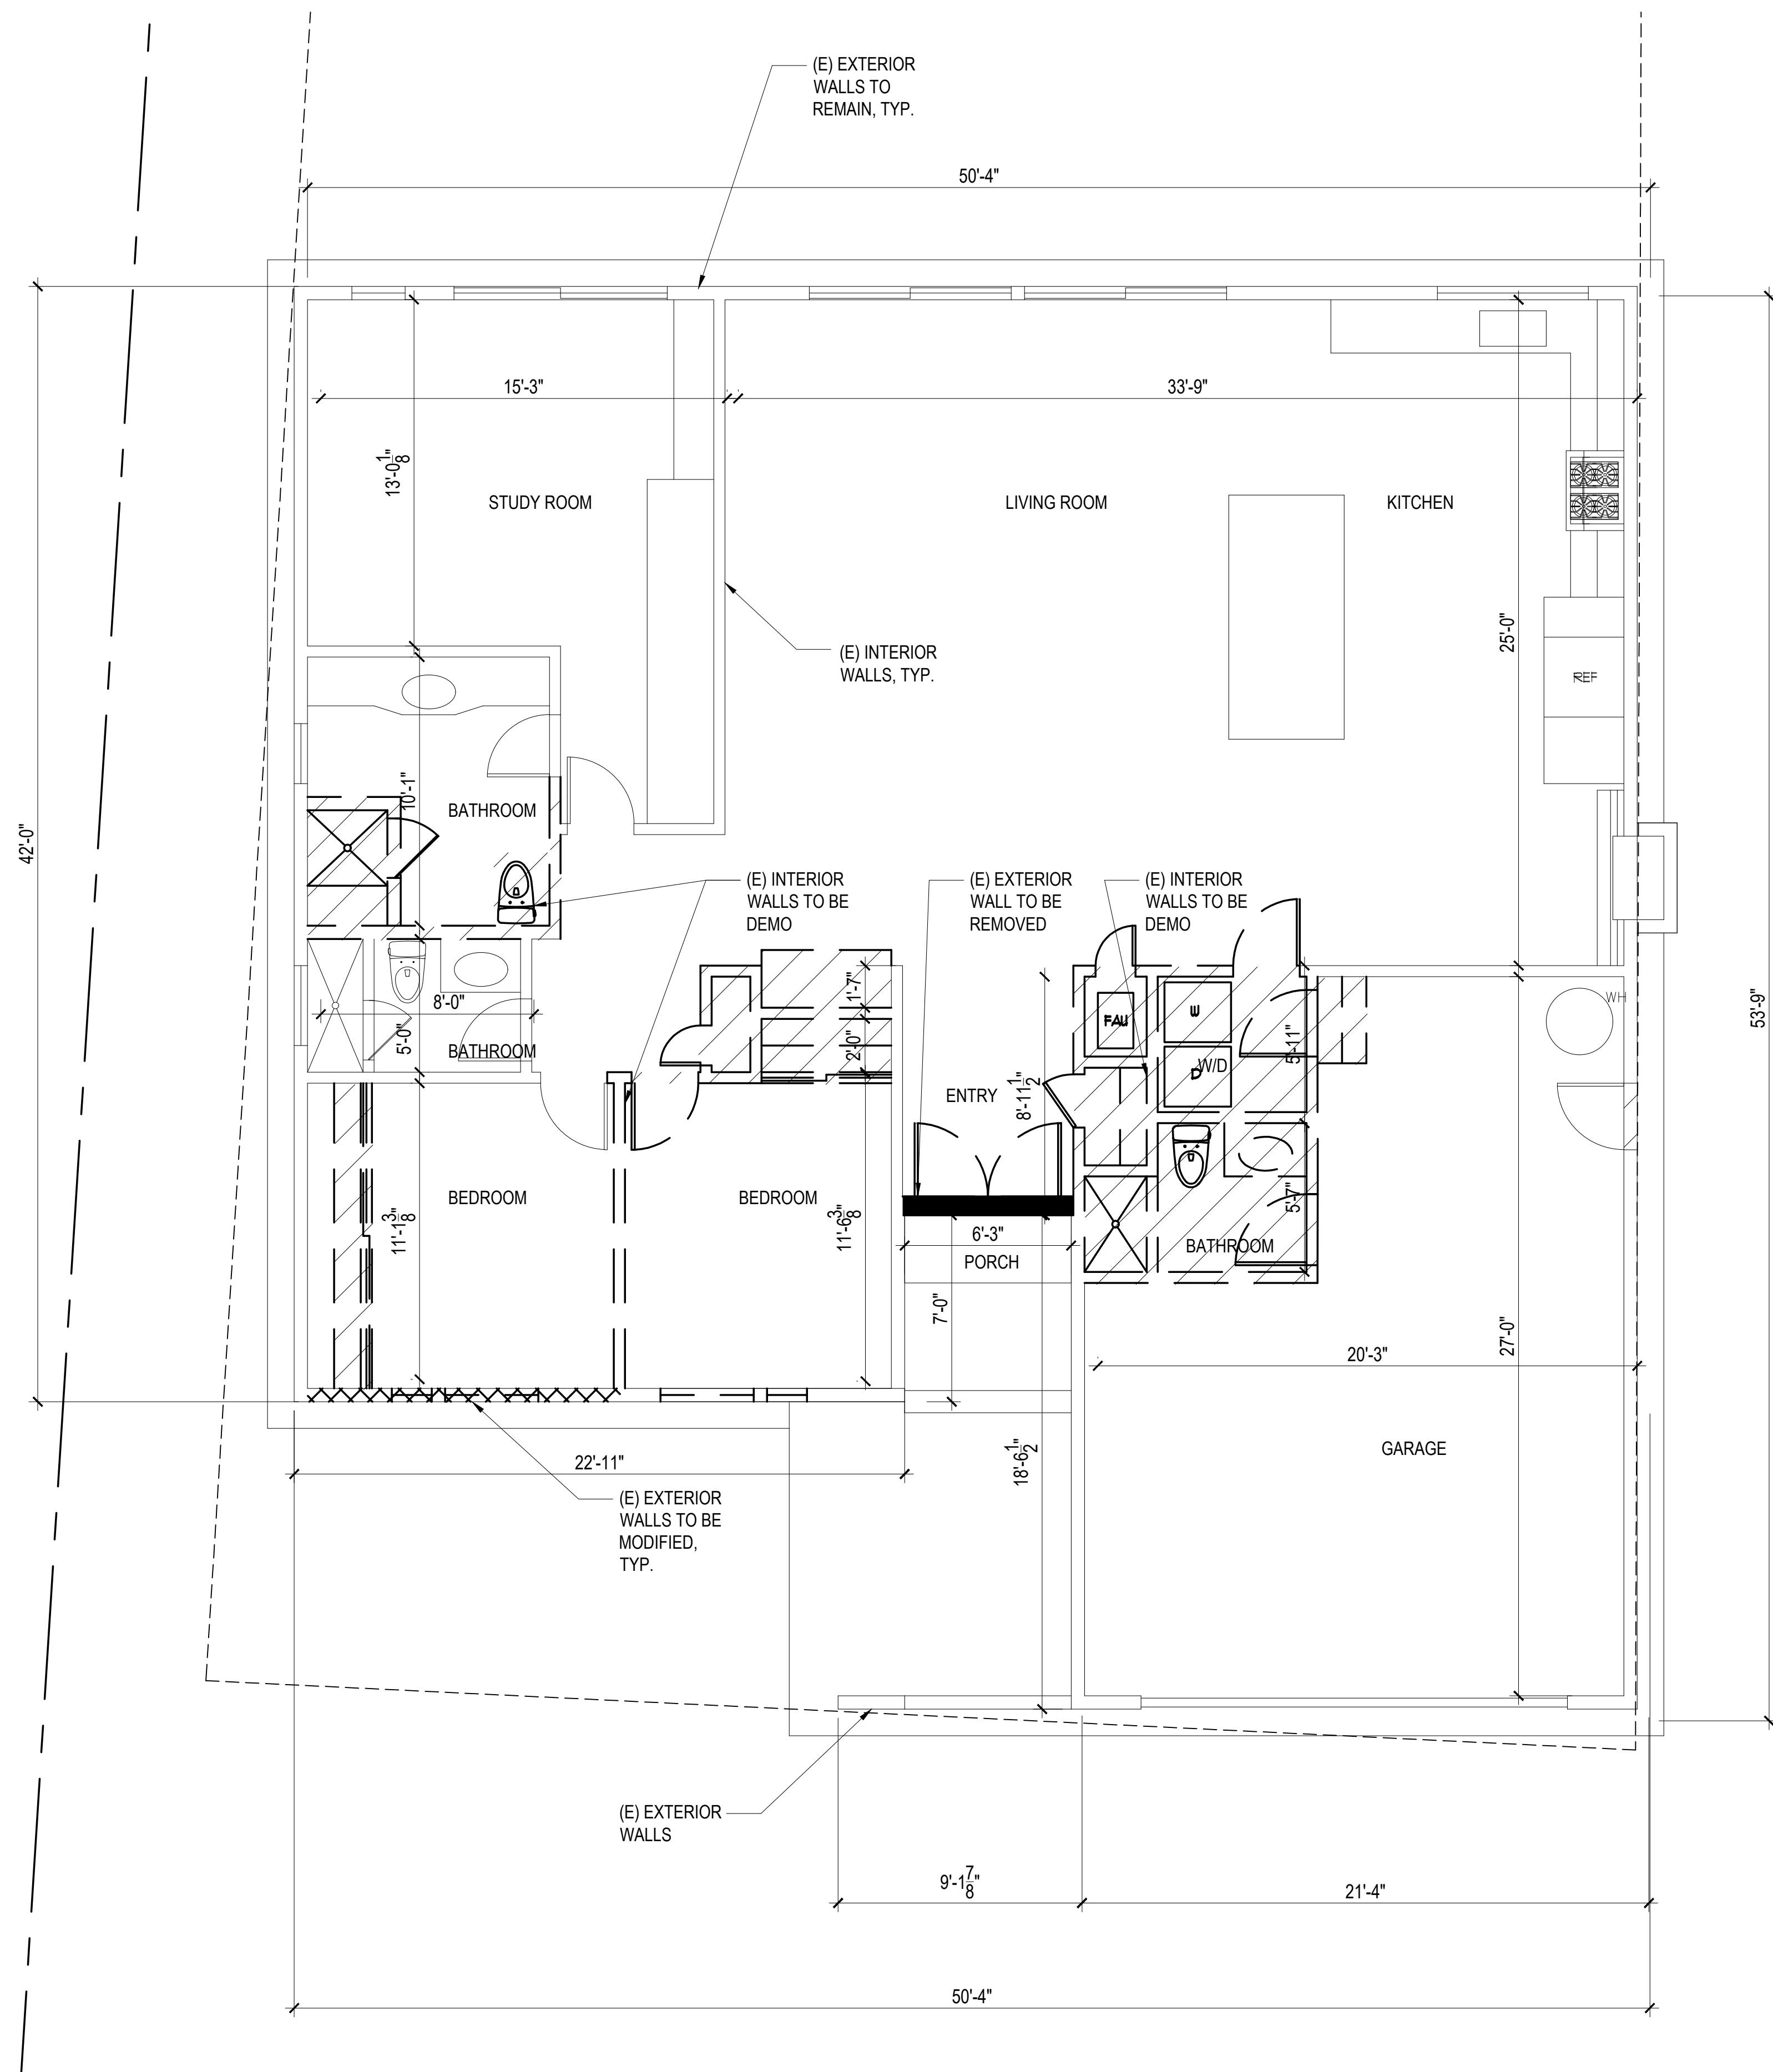 (E) EXTERIOR
WALLS TO
REMAIN, TYP.
50'-4"
15'-3"
33'-9"
13'-0 1/8"
STUDY ROOM
LIVING ROOM
KITCHEN
25'-0"
(E) INTERIOR
WALLS, TYP.
REF
42'-0"
10'-1"
BATHROOM
(E) INTERIOR
WALLS TO BE
DEMO
(E) EXTERIOR
WALL TO BE
REMOVED
(E) INTERIOR
WALLS TO BE
DEMO
53'-9"
8'-0"
5'-0"
BATHROOM
1'-7"
2'-0"
FAU
W
D
W/D
5'-11"
WH
ENTRY
8'-11 1/2"
BEDROOM
BEDROOM
11'-1 3/8"
11'-6 3/8"
6'-3"
PORCH
5'-7"
BATHROOM
7'-0"
27'-0"
20'-3"
GARAGE
22'-11"
18'-6 1/2"
(E) EXTERIOR
WALLS TO BE
MODIFIED,
TYP.
(E) EXTERIOR
WALLS
9'-1 7/8"
21'-4"
50'-4"